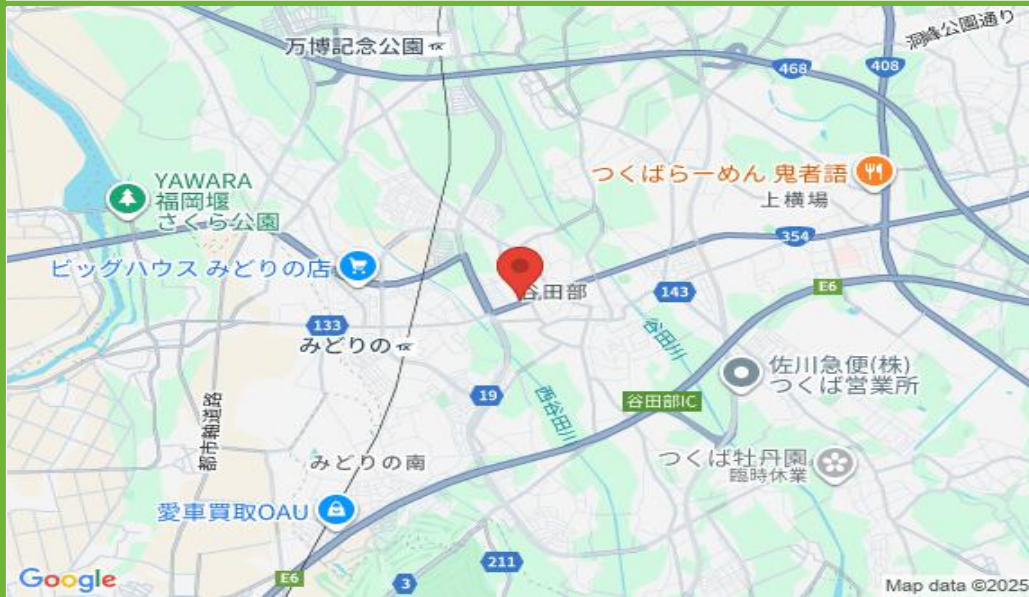 万博記念公園
洞峰公園通り
468
408
つくばらーめん 鬼者語
上横場
YAWARA
福岡堰
さくら公園
354
ビッグハウス みどりの店
谷田部
143
E6
133
みどりの
谷田川
佐川急便(株)
つくば営業所
19
西谷田川
谷田部IC
都市軸道路
みどりの南
つくば牡丹園
臨時休業
愛車買取OAU
211
Google
E6
3
Map data ©2025